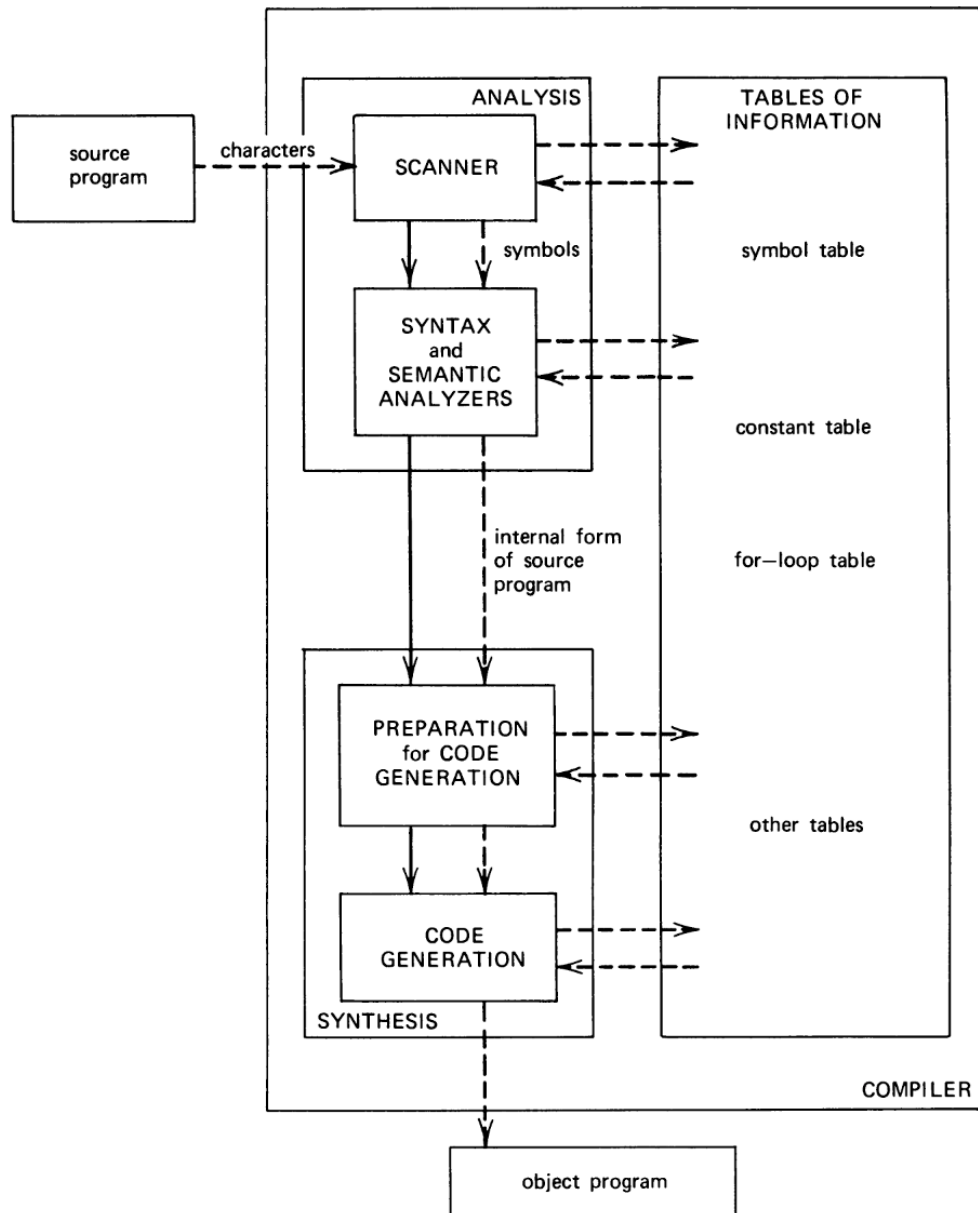 ANALYSIS
TABLES OF
INFORMATION
source
program
characters
SCANNER
symbols
symbol table
SYNTAX
and
SEMANTIC
ANALYZERS
constant table
internal form
of source
program
for—loop table
PREPARATION
for CODE
GENERATION
other tables
CODE
GENERATION
SYNTHESIS
COMPILER
object program